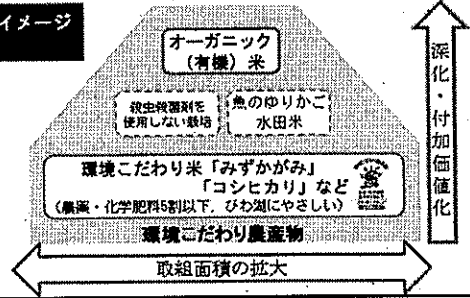 イメージ
オーガニック
（有機）米
殺虫殺菌剤を
使用しない栽培
魚のゆりかご
水田米
環境こだわり米「みずかがみ」
「コシヒカリ」など
（農薬・化学肥料5割以下、びわ湖にやさしい）
環境こだわり農産物
取組面積の拡大
深化・付加価値化